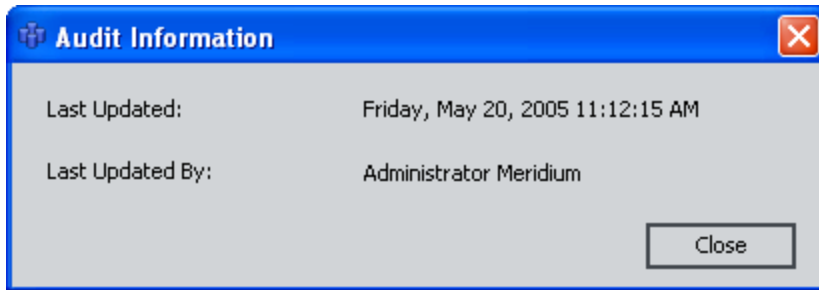 Audit Information
Last Updated: Friday, May 20, 2005 11:12:15 AM
Last Updated By: Administrator Meridium
Close